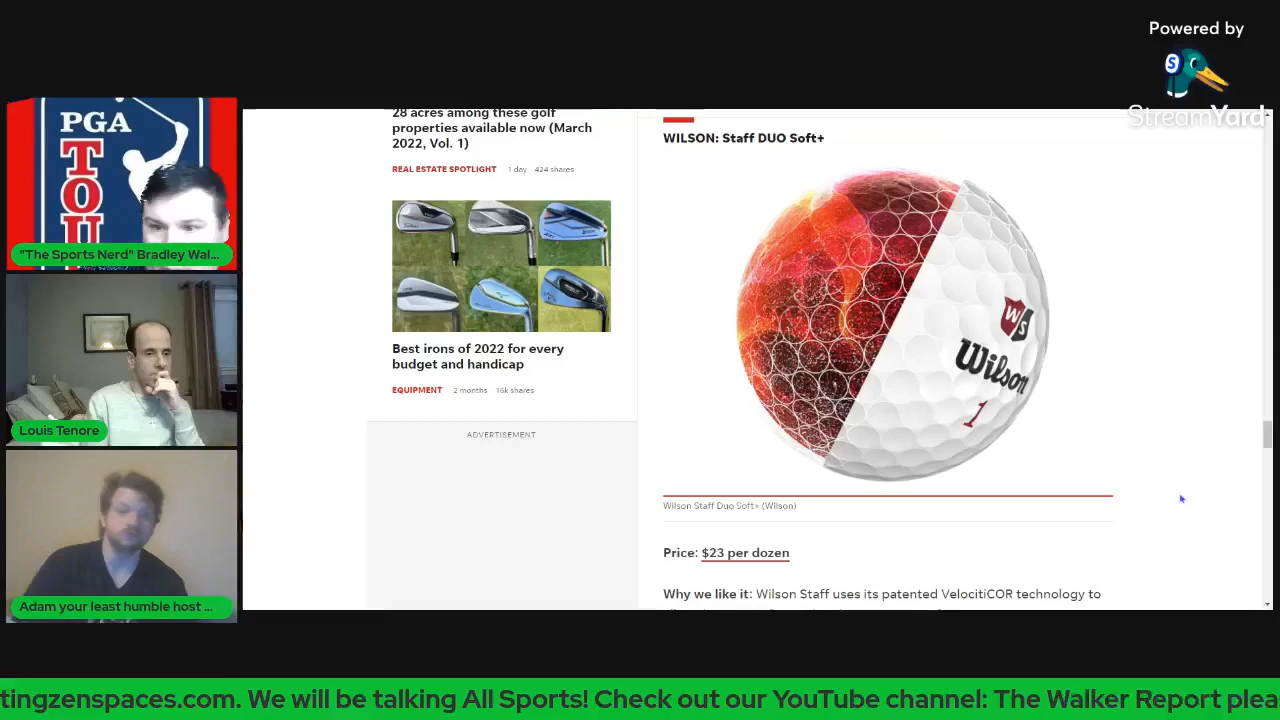 Powered by
StreamYard
PGA
TOU
"The Sports Nerd" Bradley Wal...
Louis Tenore
Adam your least humble host ...
28 acres among these golf
properties available now (March
2022, Vol. 1)
REAL ESTATE SPOTLIGHT 1 day 424 shares
Best irons of 2022 for every
budget and handicap
EQUIPMENT 2 months 16k shares
ADVERTISEMENT
WILSON: Staff DUO Soft+
W/S
Wilson
1
Wilson Staff Duo Soft+ (Wilson)
Price: $23 per dozen
Why we like it: Wilson Staff uses its patented VelocitiCOR technology to
tingzenspaces.com. We will be talking All Sports! Check out our YouTube channel: The Walker Report plea